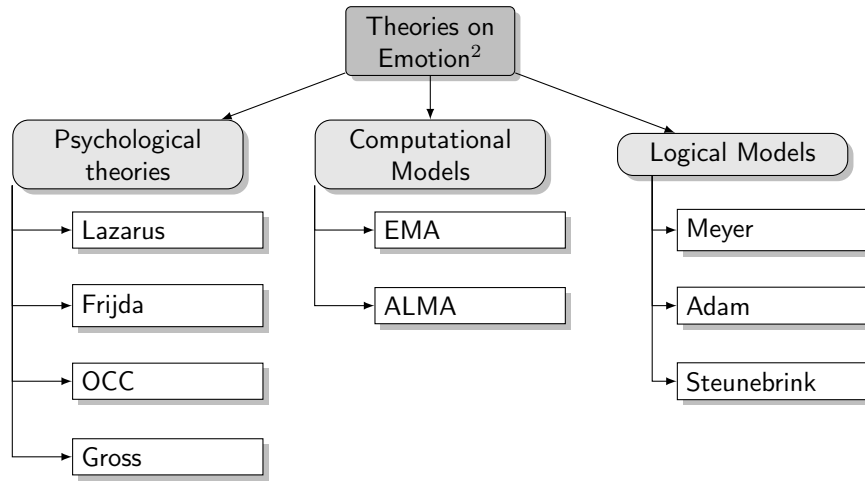 Theories on
Emotion²
Psychological
theories
Lazarus
Frijda
OCC
Gross
Computational
Models
EMA
ALMA
Logical Models
Meyer
Adam
Steunebrink